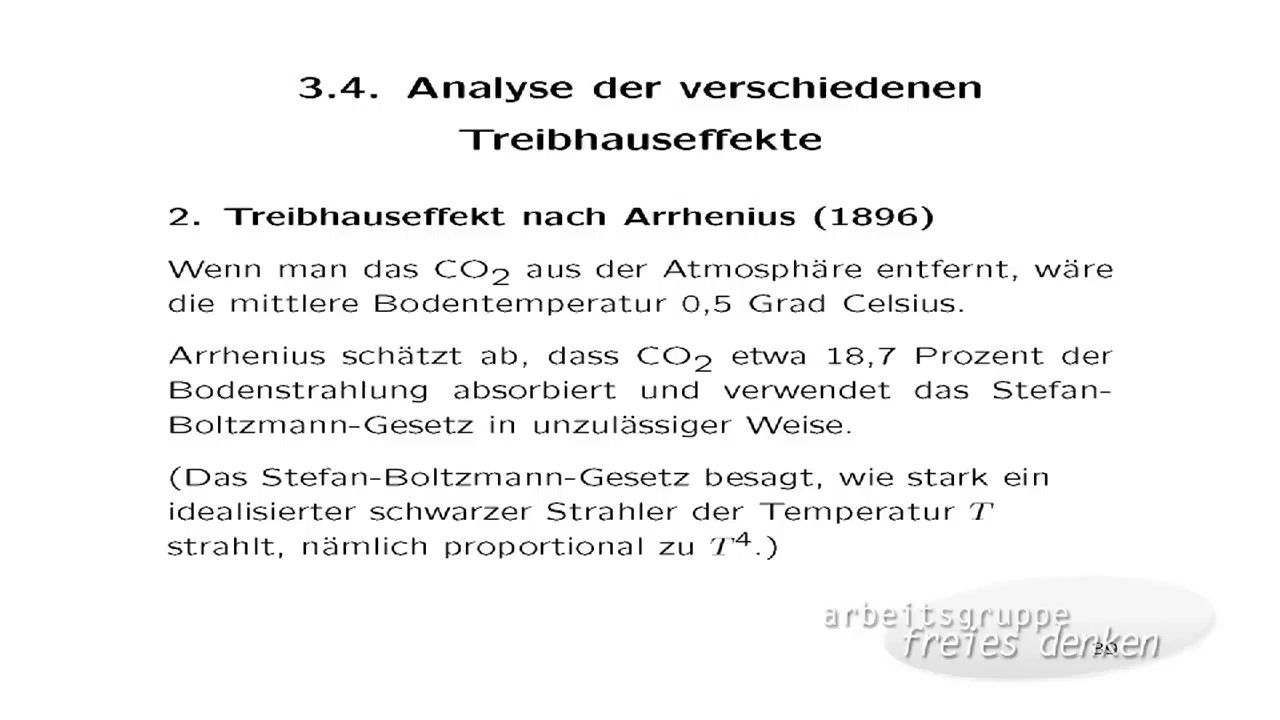 3.4. Analyse der verschiedenen
Treibhauseffekte
2. Treibhauseffekt nach Arrhenius (1896)
Wenn man das CO₂ aus der Atmosphäre entfernt, wäre
die mittlere Bodentemperatur 0,5 Grad Celsius.
Arrhenius schätzt ab, dass CO₂ etwa 18,7 Prozent der
Bodenstrahlung absorbiert und verwendet das Stefan-
Boltzmann-Gesetz in unzulässiger Weise.
(Das Stefan-Boltzmann-Gesetz besagt, wie stark ein
idealisierter schwarzer Strahler der Temperatur T
strahlt, nämlich proportional zu T⁴.)
arbeitsgruppe
freies denken